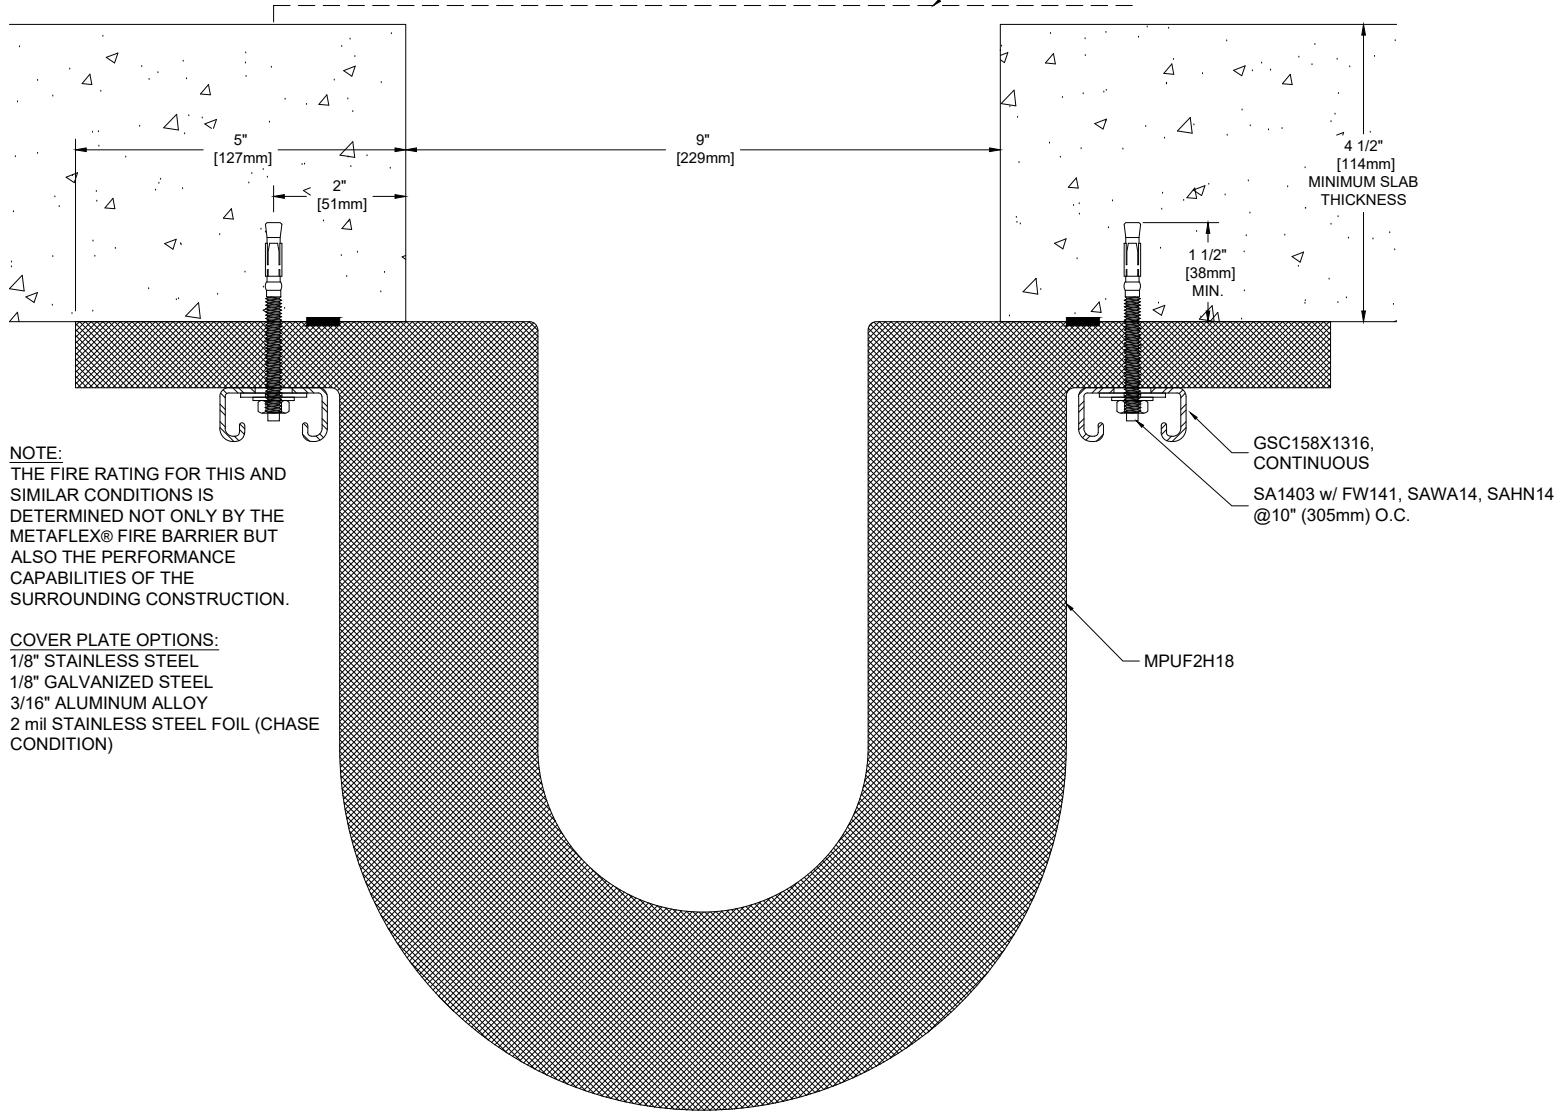 5"
[127mm]
9"
[229mm]
2"
[51mm]
4 1/2"
[114mm]
MINIMUM SLAB
THICKNESS
1 1/2"
[38mm]
MIN.
NOTE:
THE FIRE RATING FOR THIS AND
SIMILAR CONDITIONS IS
DETERMINED NOT ONLY BY THE
METAFLEX® FIRE BARRIER BUT
ALSO THE PERFORMANCE
CAPABILITIES OF THE
SURROUNDING CONSTRUCTION.
COVER PLATE OPTIONS:
1/8" STAINLESS STEEL
1/8" GALVANIZED STEEL
3/16" ALUMINUM ALLOY
2 mil STAINLESS STEEL FOIL (CHASE
CONDITION)
GSC158X1316,
CONTINUOUS
SA1403 w/ FW141, SAWA14, SAHN14
@10" (305mm) O.C.
MPUF2H18